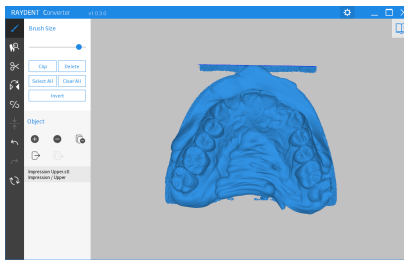 RAYDENT Converter v1.0.3.0
Brush Size
Clip Delete
Select All Clear All
Invert
Object
Impression Upper.stl
Impression / Upper